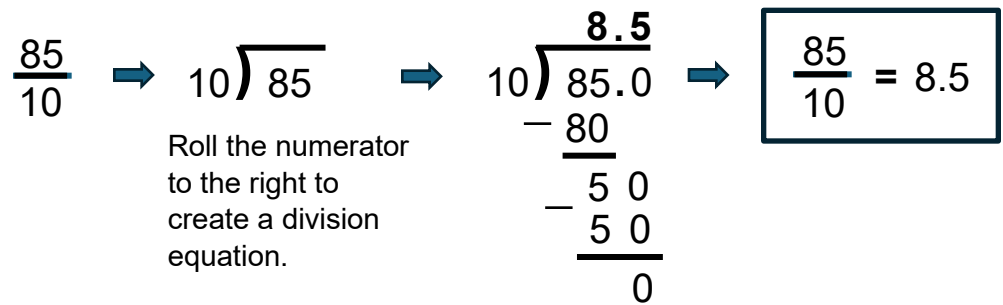 85
10
10)85
Roll the numerator
to the right to
create a division
equation.
8.5
10)85.0
− 80
5 0
− 5 0
0
85
10
= 8.5